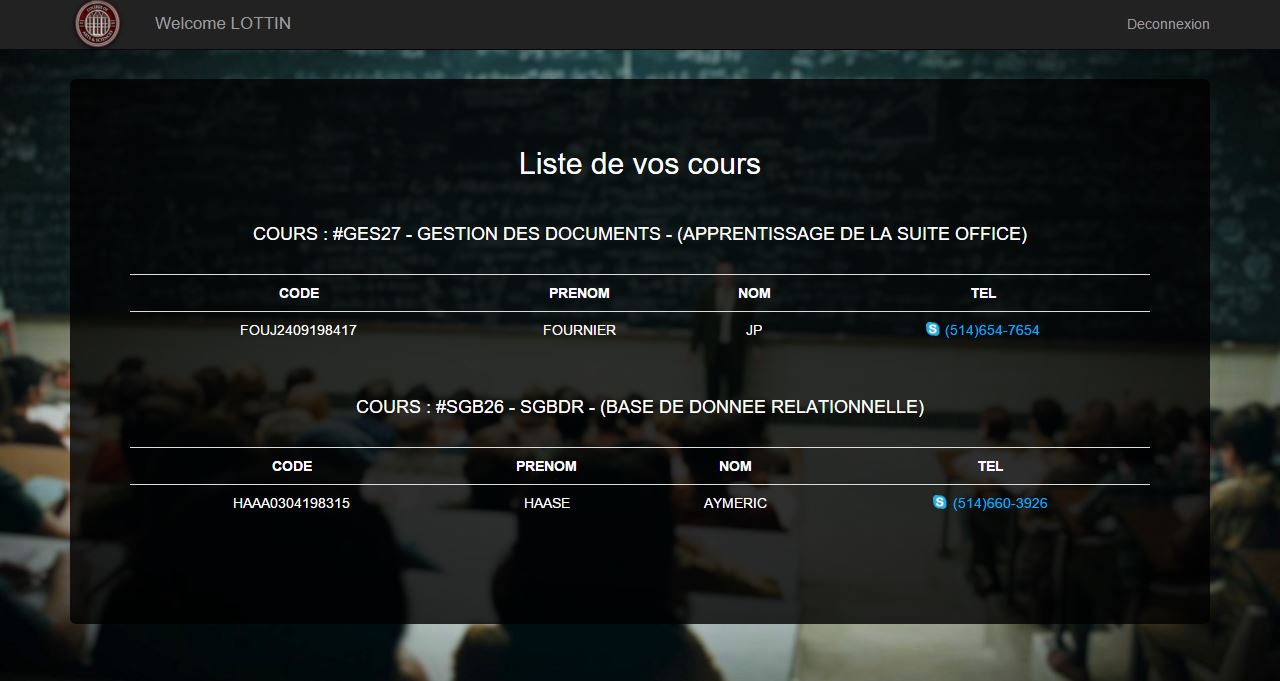 Welcome LOTTIN
Deconnexion
Liste de vos cours
COURS : #GES27 - GESTION DES DOCUMENTS - (APPRENTISSAGE DE LA SUITE OFFICE)
CODE PRENOM NOM TEL
FOUJ2409198417 FOURNIER JP (514)654-7654
COURS : #SGB26 - SGBDR - (BASE DE DONNEE RELATIONNELLE)
CODE PRENOM NOM TEL
HAAA0304198315 HAASE AYMERIC (514)660-3926